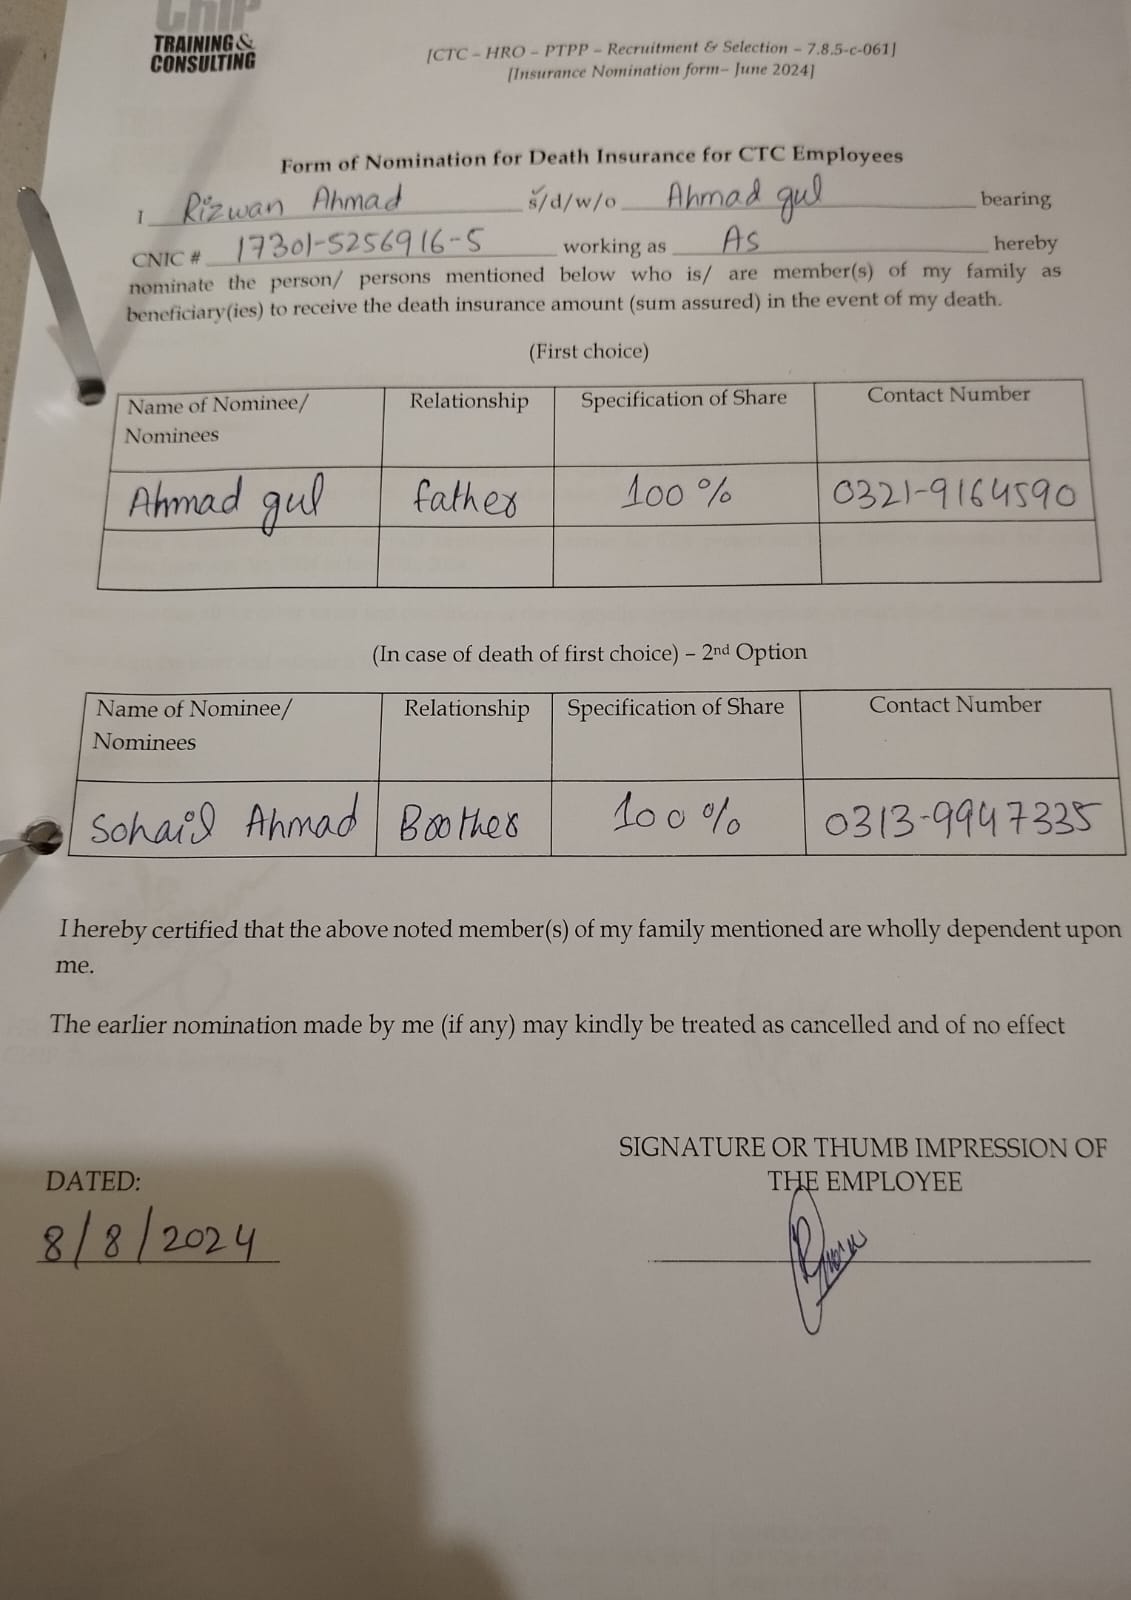 ChIP
TRAINING &
CONSULTING
[CTC – HRO – PTPP – Recruitment & Selection – 7.8.5-c-061]
[Insurance Nomination form– June 2024]
Form of Nomination for Death Insurance for CTC Employees
I Rizwan Ahmad s/d/w/o Ahmad gul bearing
CNIC # 17301-5256916-5 working as As hereby
nominate the person/ persons mentioned below who is/ are member(s) of my family as
beneficiary(ies) to receive the death insurance amount (sum assured) in the event of my death.
(First choice)
Name of Nominee/ Relationship Specification of Share Contact Number
Nominees
Ahmad gul father 100 % 0321-9164590
(In case of death of first choice) – 2nd Option
Name of Nominee/ Relationship Specification of Share Contact Number
Nominees
Sohail Ahmad Brother 100 % 0313-9947335
I hereby certified that the above noted member(s) of my family mentioned are wholly dependent upon
me.
The earlier nomination made by me (if any) may kindly be treated as cancelled and of no effect
SIGNATURE OR THUMB IMPRESSION OF
DATED: THE EMPLOYEE
8/8/2024